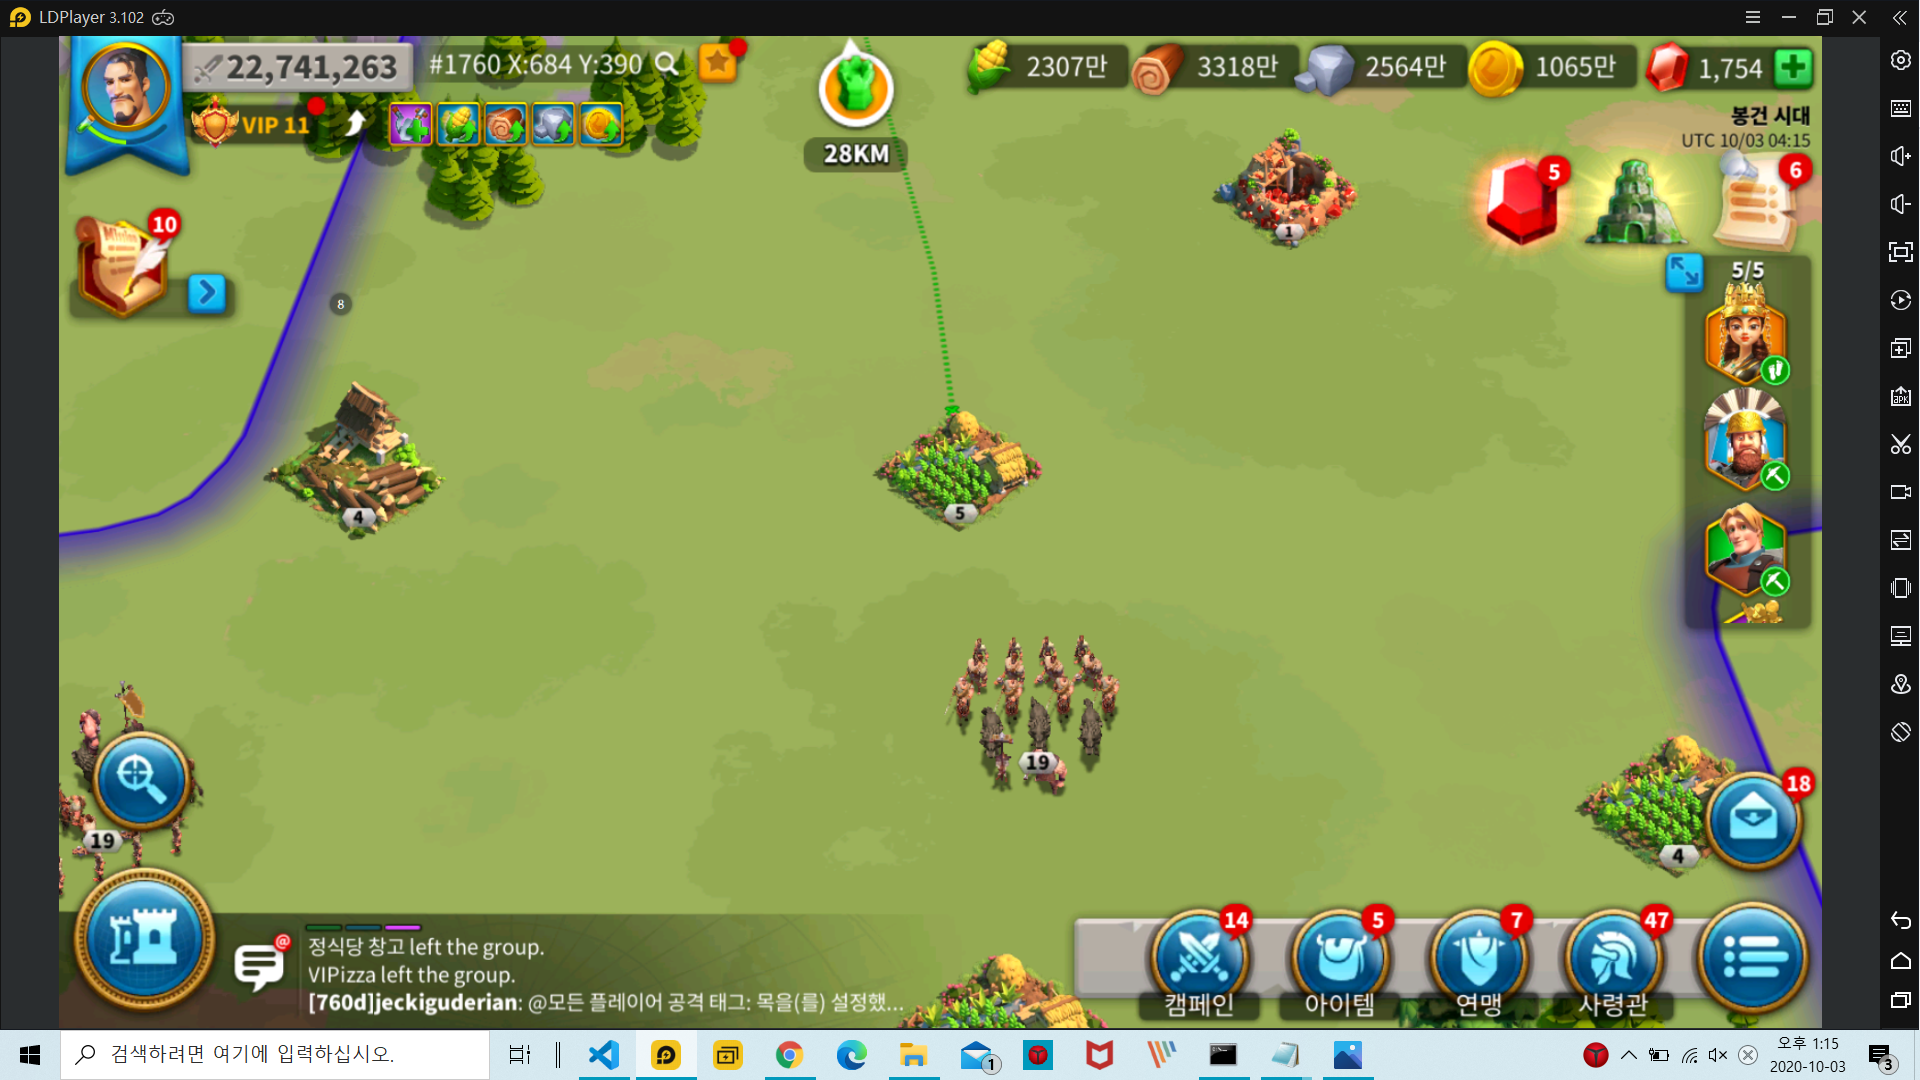 LDPlayer 3.102
22,741,263
#1760 X:684 Y:390
28KM
2307만
3318만
2564만
1065만
1,754
VIP 11
봉건 시대
UTC 10/03 04:15
5
6
10
8
1
5/5
4
5
19
19
4
18
정식당 창고 left the group.
VIPizza left the group.
[760d]jeckiguderian: @모든 플레이어 공격 태그: 목을(를) 설정했...
@
14
5
7
47
캠페인
아이템
연맹
사령관
검색하려면 여기에 입력하십시오.
1
오후 1:15
2020-10-03
3